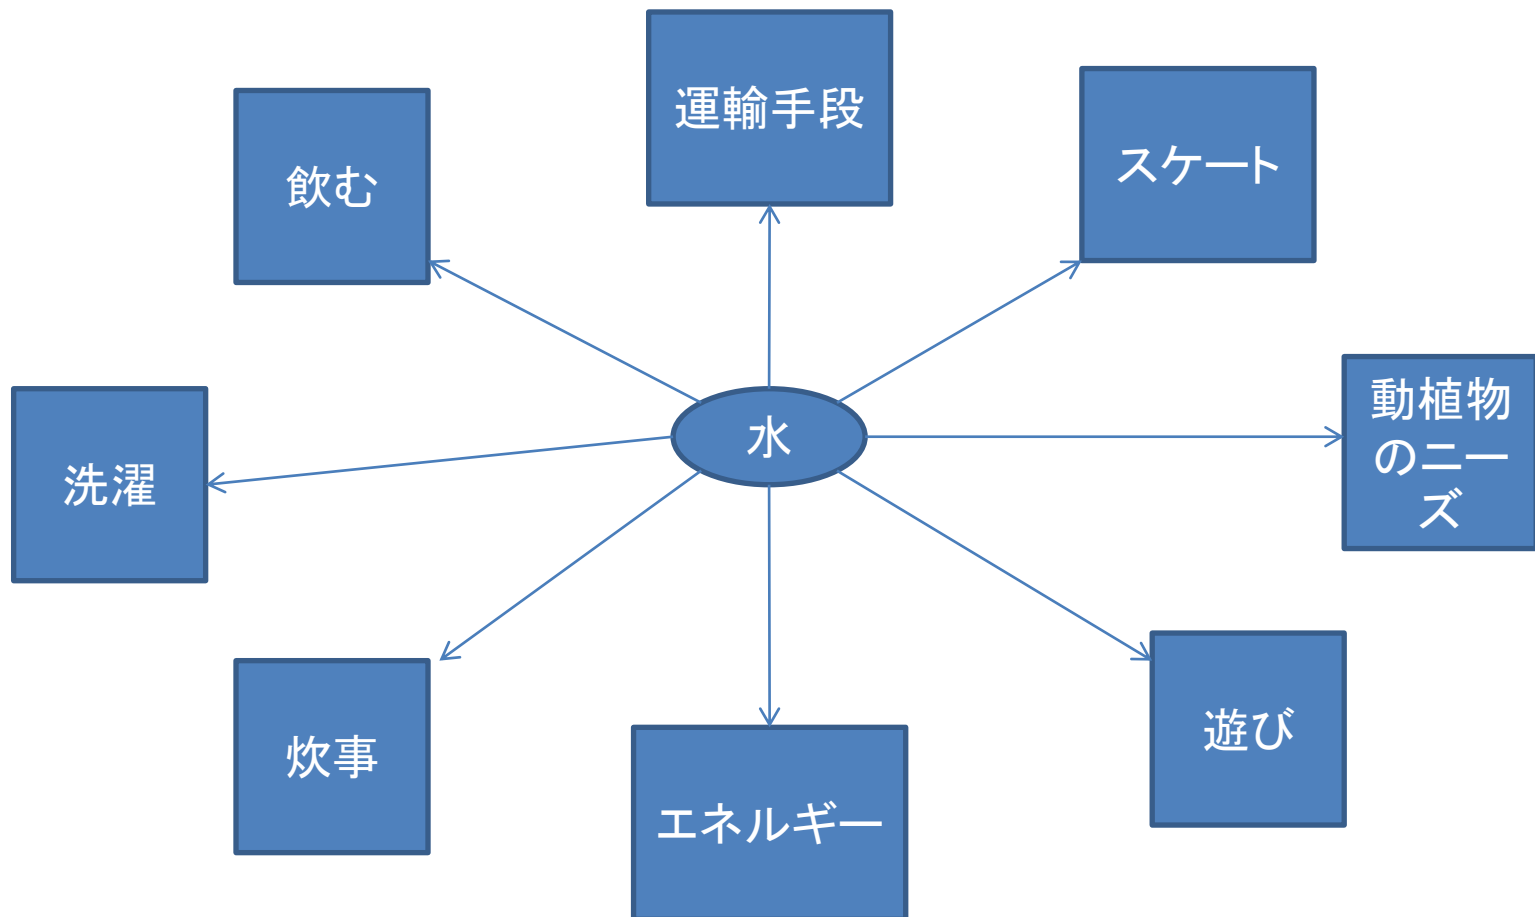 運輸手段
スケート
飲む
動植物
のニー
ズ
水
洗濯
遊び
炊事
エネルギー